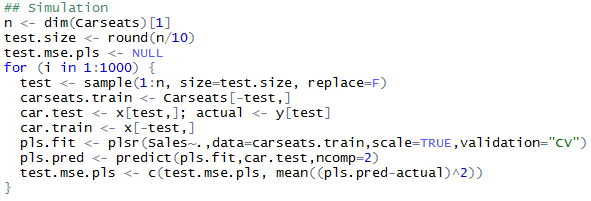 ## Simulation
n <- dim(Carseats)[1]
test.size <- round(n/10)
test.mse.pls <- NULL
for (i in 1:1000) {
  test <- sample(1:n, size=test.size, replace=F)
  carseats.train <- Carseats[-test,]
  car.test <- x[test,]; actual <- y[test]
  car.train <- x[-test,]
  pls.fit <- plsr(Sales~.,data=carseats.train,scale=TRUE,validation="CV")
  pls.pred <- predict(pls.fit,car.test,ncomp=2)
  test.mse.pls <- c(test.mse.pls, mean((pls.pred-actual)^2))
}